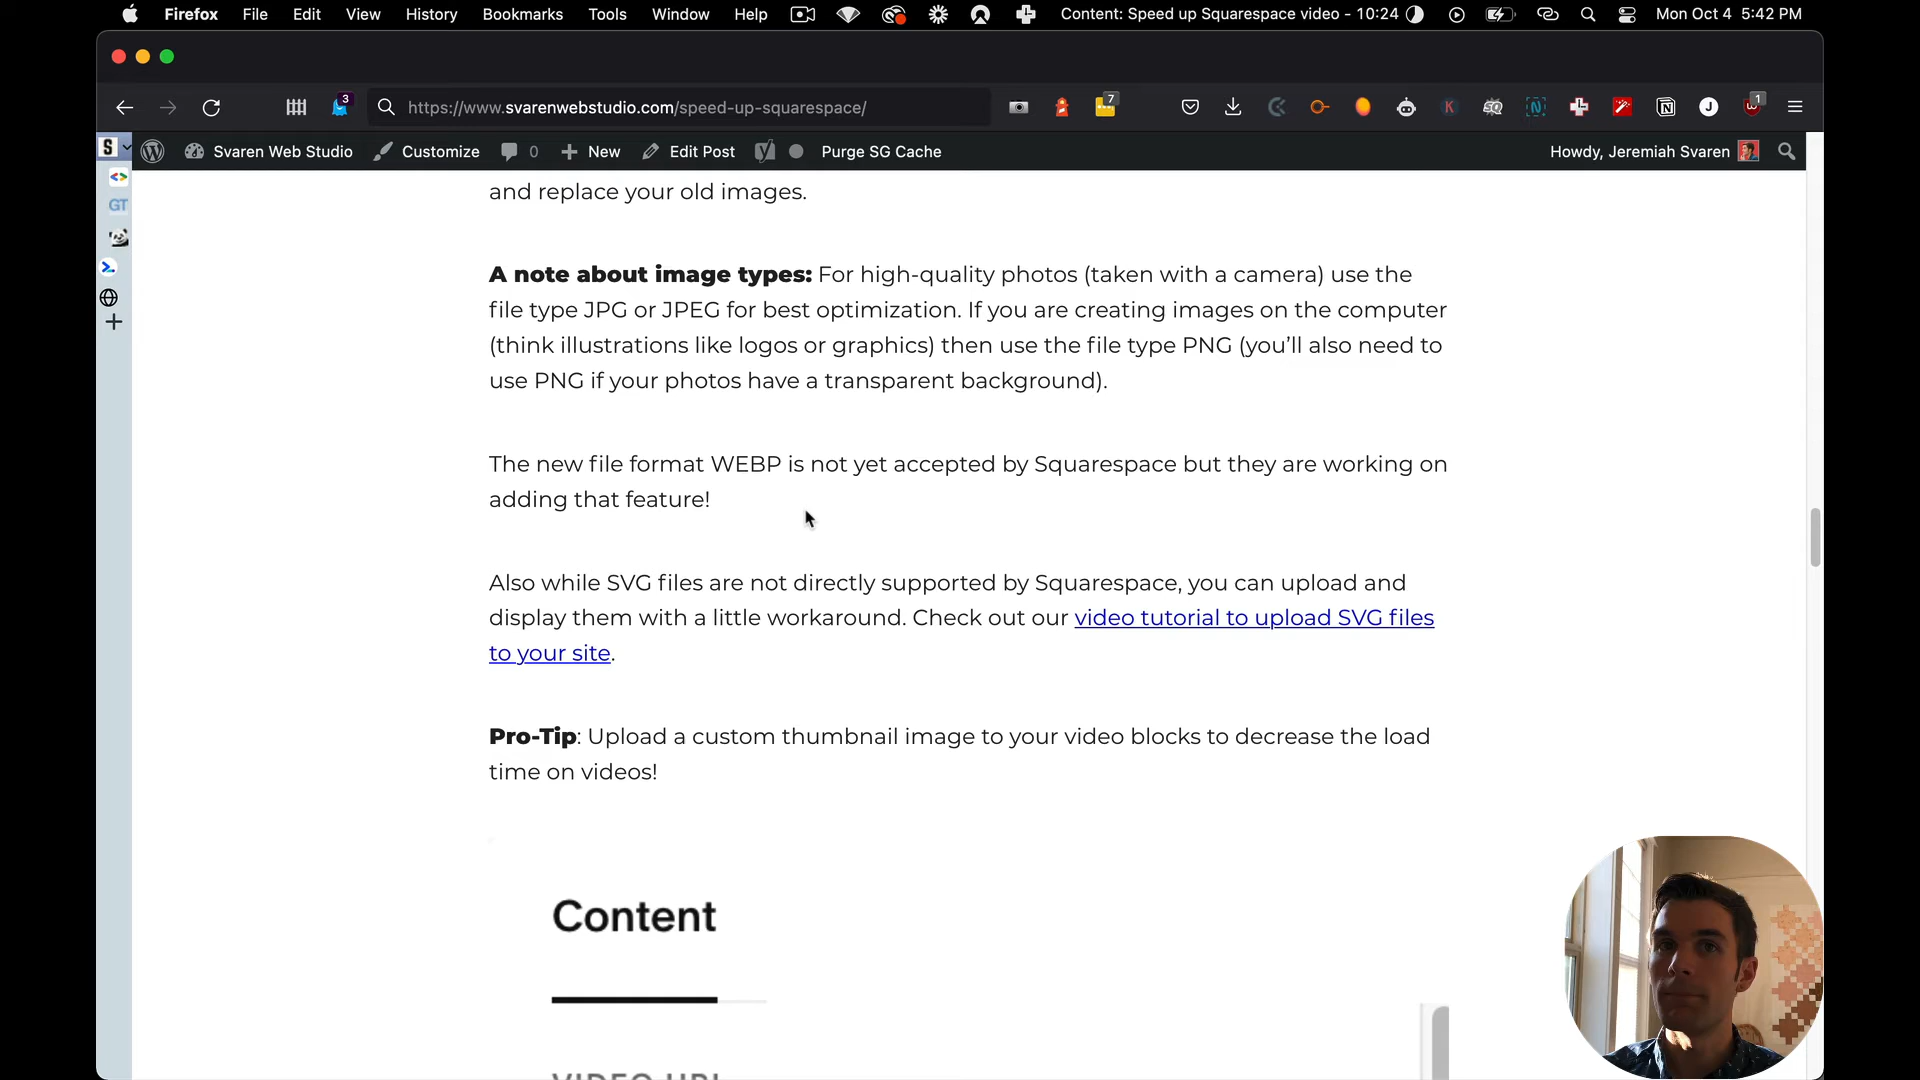 Firefox File Edit View History Bookmarks Tools Window Help Content: Speed up Squarespace video - 10:24 Mon Oct 4 5:42 PM
3 https://www.svarenwebstudio.com/speed-up-squarespace/ 7 K SQ N J 1
S Svaren Web Studio Customize 0 New Edit Post Purge SG Cache Howdy, Jeremiah Svaren
GT
and replace your old images.
A note about image types: For high-quality photos (taken with a camera) use the
file type JPG or JPEG for best optimization. If you are creating images on the computer
(think illustrations like logos or graphics) then use the file type PNG (you’ll also need to
use PNG if your photos have a transparent background).
The new file format WEBP is not yet accepted by Squarespace but they are working on
adding that feature!
Also while SVG files are not directly supported by Squarespace, you can upload and
display them with a little workaround. Check out our video tutorial to upload SVG files
to your site.
Pro-Tip: Upload a custom thumbnail image to your video blocks to decrease the load
time on videos!
Content
VIDEO URL